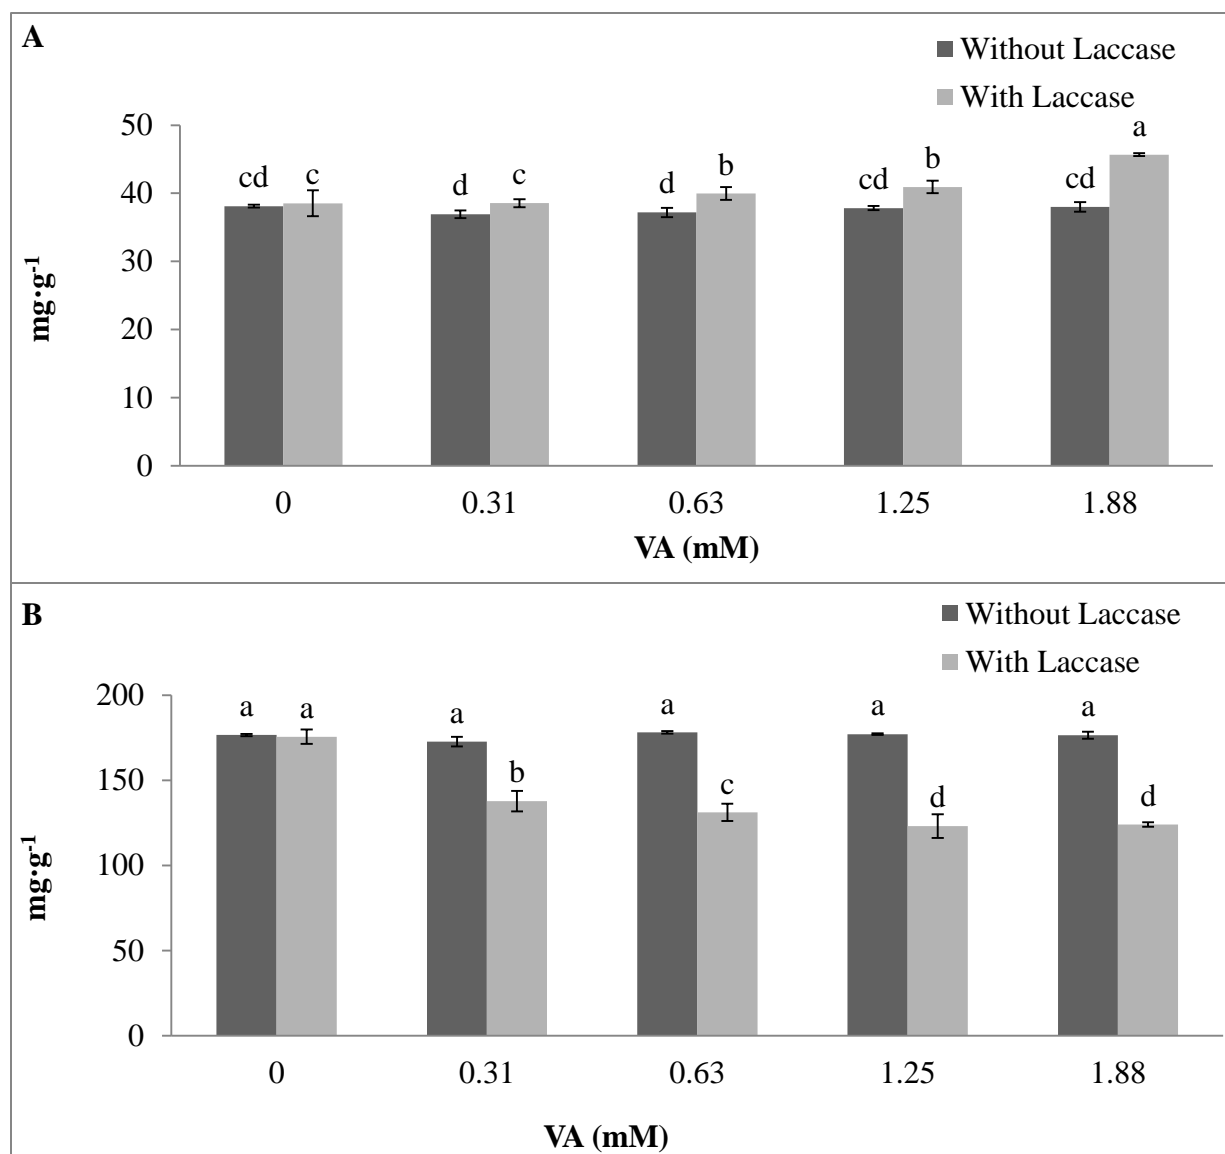 A
Without Laccase
With Laccase
50
40
30
20
10
0
mg·g-1
cd c d c d b cd b cd a
0 0.31 0.63 1.25 1.88
VA (mM)
B
Without Laccase
With Laccase
200
150
100
50
0
mg·g-1
a a a b a c a d a d
0 0.31 0.63 1.25 1.88
VA (mM)